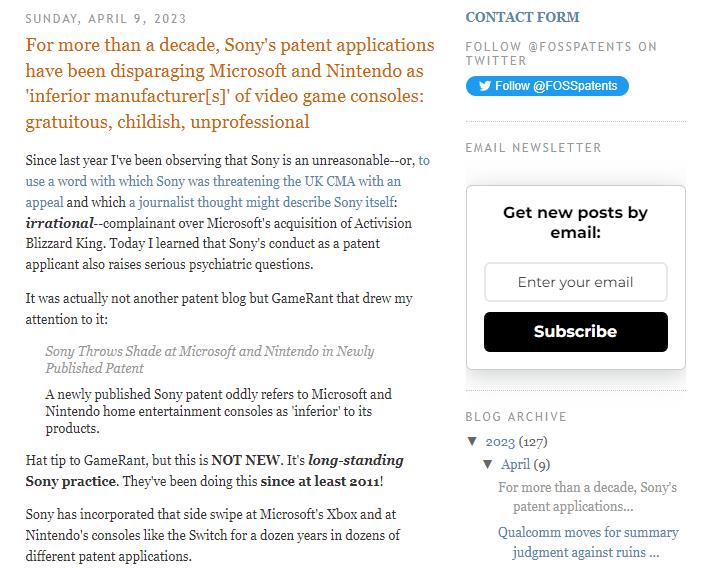 SUNDAY, APRIL 9, 2023
For more than a decade, Sony's patent applications
have been disparaging Microsoft and Nintendo as
'inferior manufacturer[s]' of video game consoles:
gratuitous, childish, unprofessional
Since last year I've been observing that Sony is an unreasonable--or, to
use a word with which Sony was threatening the UK CMA with an
appeal and which a journalist thought might describe Sony itself:
irrational--complainant over Microsoft's acquisition of Activision
Blizzard King. Today I learned that Sony's conduct as a patent
applicant also raises serious psychiatric questions.
It was actually not another patent blog but GameRant that drew my
attention to it:
Sony Throws Shade at Microsoft and Nintendo in Newly
Published Patent
A newly published Sony patent oddly refers to Microsoft and
Nintendo home entertainment consoles as 'inferior' to its
products.
Hat tip to GameRant, but this is NOT NEW. It's long-standing
Sony practice. They've been doing this since at least 2011!
Sony has incorporated that side swipe at Microsoft's Xbox and at
Nintendo's consoles like the Switch for a dozen years in dozens of
different patent applications.
CONTACT FORM
FOLLOW @FOSSPATENTS ON
TWITTER
Follow @FOSSpatents
EMAIL NEWSLETTER
Get new posts by
email:
Enter your email
Subscribe
BLOG ARCHIVE
▼ 2023 (127)
▼ April (9)
For more than a decade, Sony's
patent applications...
Qualcomm moves for summary
judgment against ruins ...